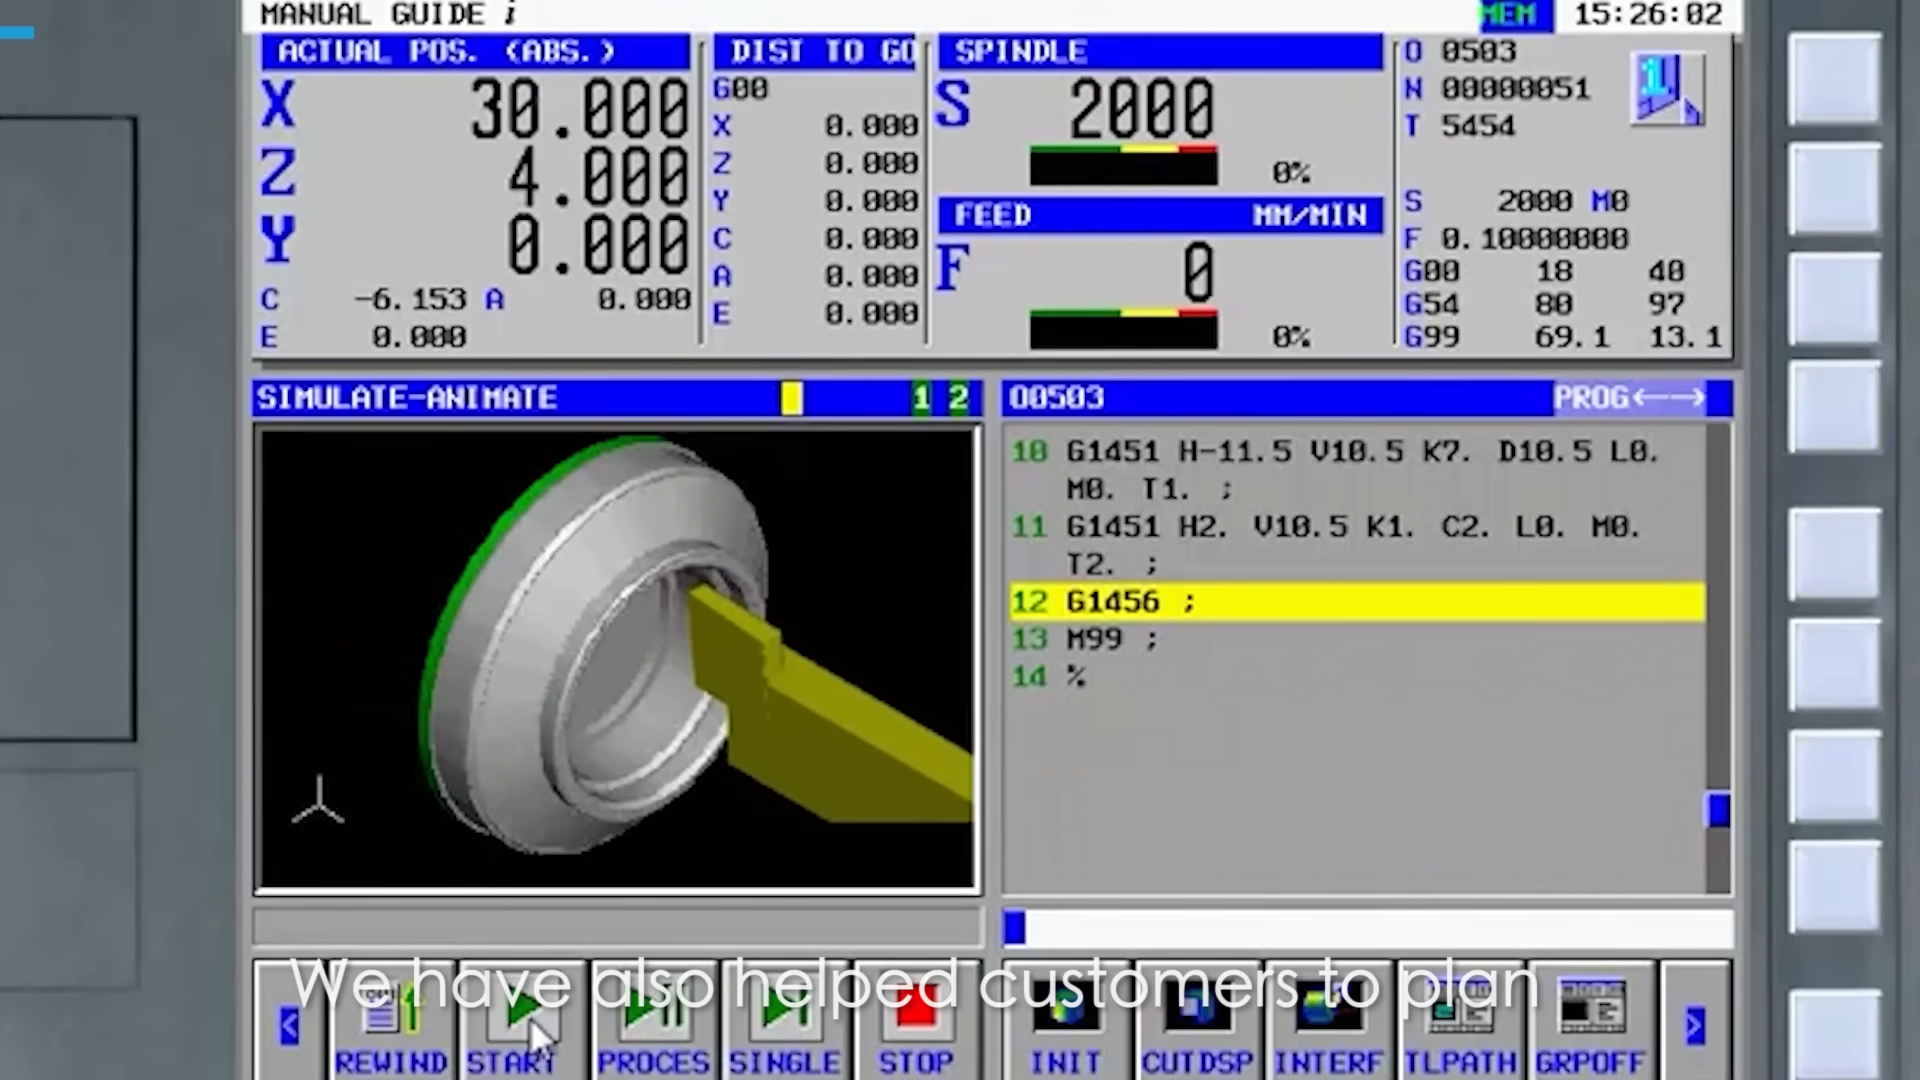 MANUAL GUIDE i
MEM 15:26:02
ACTUAL POS. (ABS.)
X 30.000
Z 4.000
Y 0.000
C -6.153 A 0.000
E 0.000
DIST TO GO
G00
X 0.000
Z 0.000
Y 0.000
C 0.000
A 0.000
E 0.000
SPINDLE
S 2000
0%
FEED MM/MIN
F 0
0%
O 0503
N 00000051
T 5454
S 2000 M0
F 0.10000000
G00 18 40
G54 80 97
G99 69.1 13.1
SIMULATE-ANIMATE 1 2
O0503 PROG←→
10 G1451 H-11.5 V10.5 K7. D10.5 L0.
M0. T1. ;
11 G1451 H2. V10.5 K1. C2. L0. M0.
T2. ;
12 G1456 ;
13 M99 ;
14 %
We have also helped customers to plan
< REWIND START PROCES SINGLE STOP INIT CUTDSP INTERF TLPATH GRPOFF >